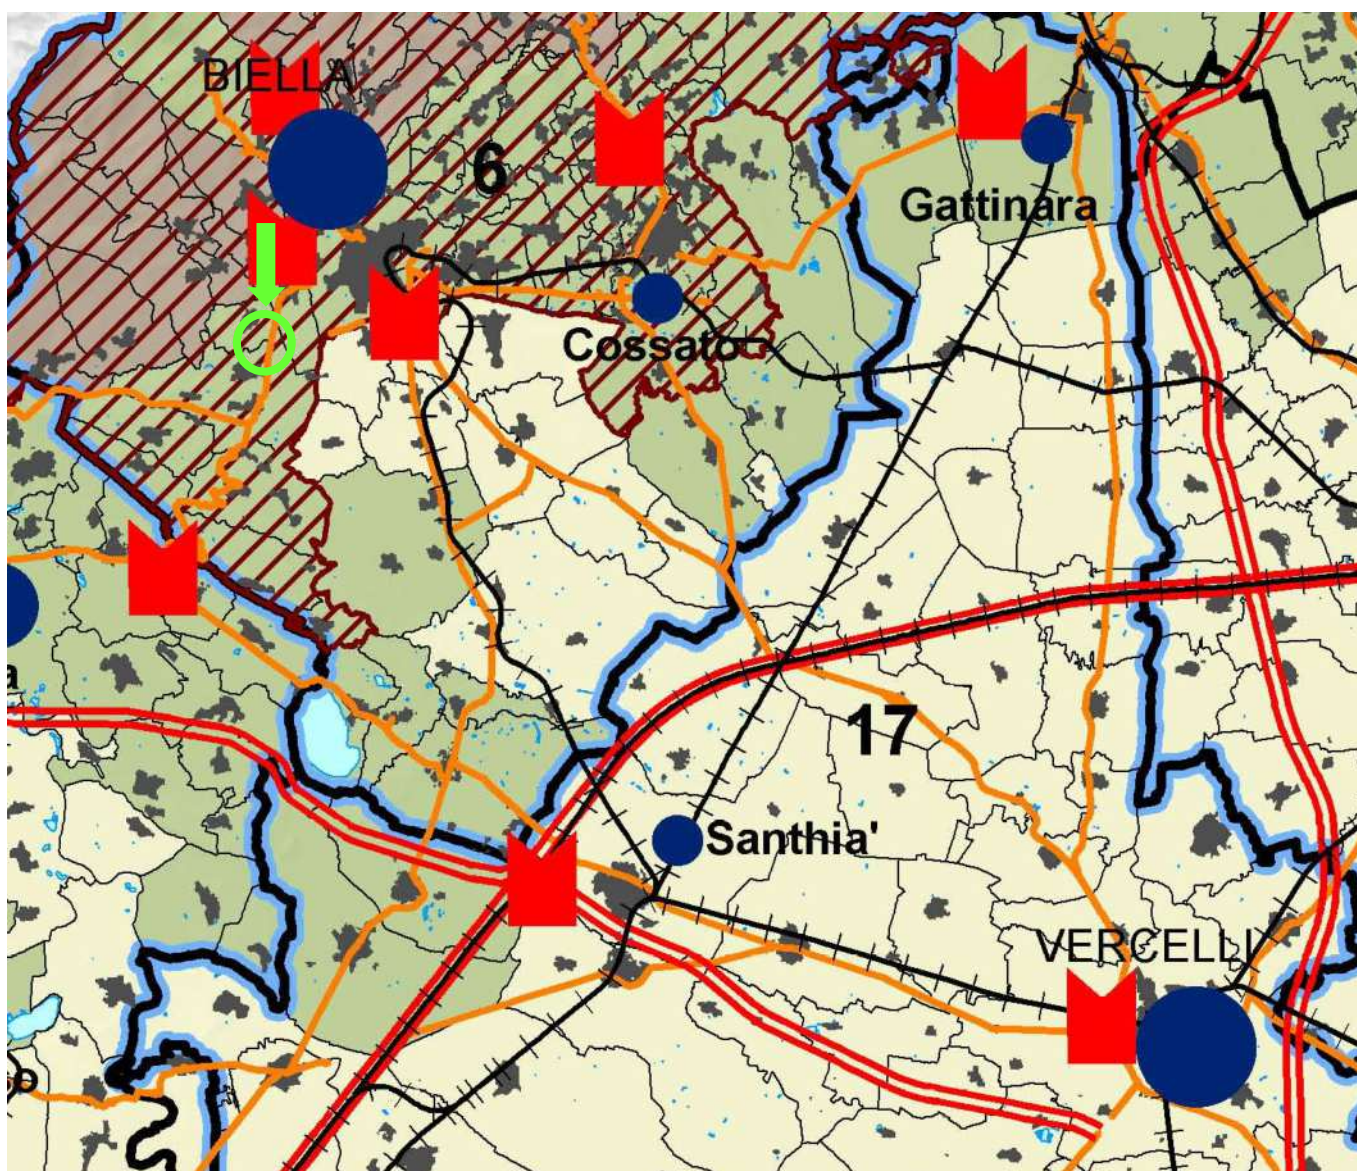 BIELLA
6
Gattinara
Cossato
a
17
Santhia'
VERCELLI
o